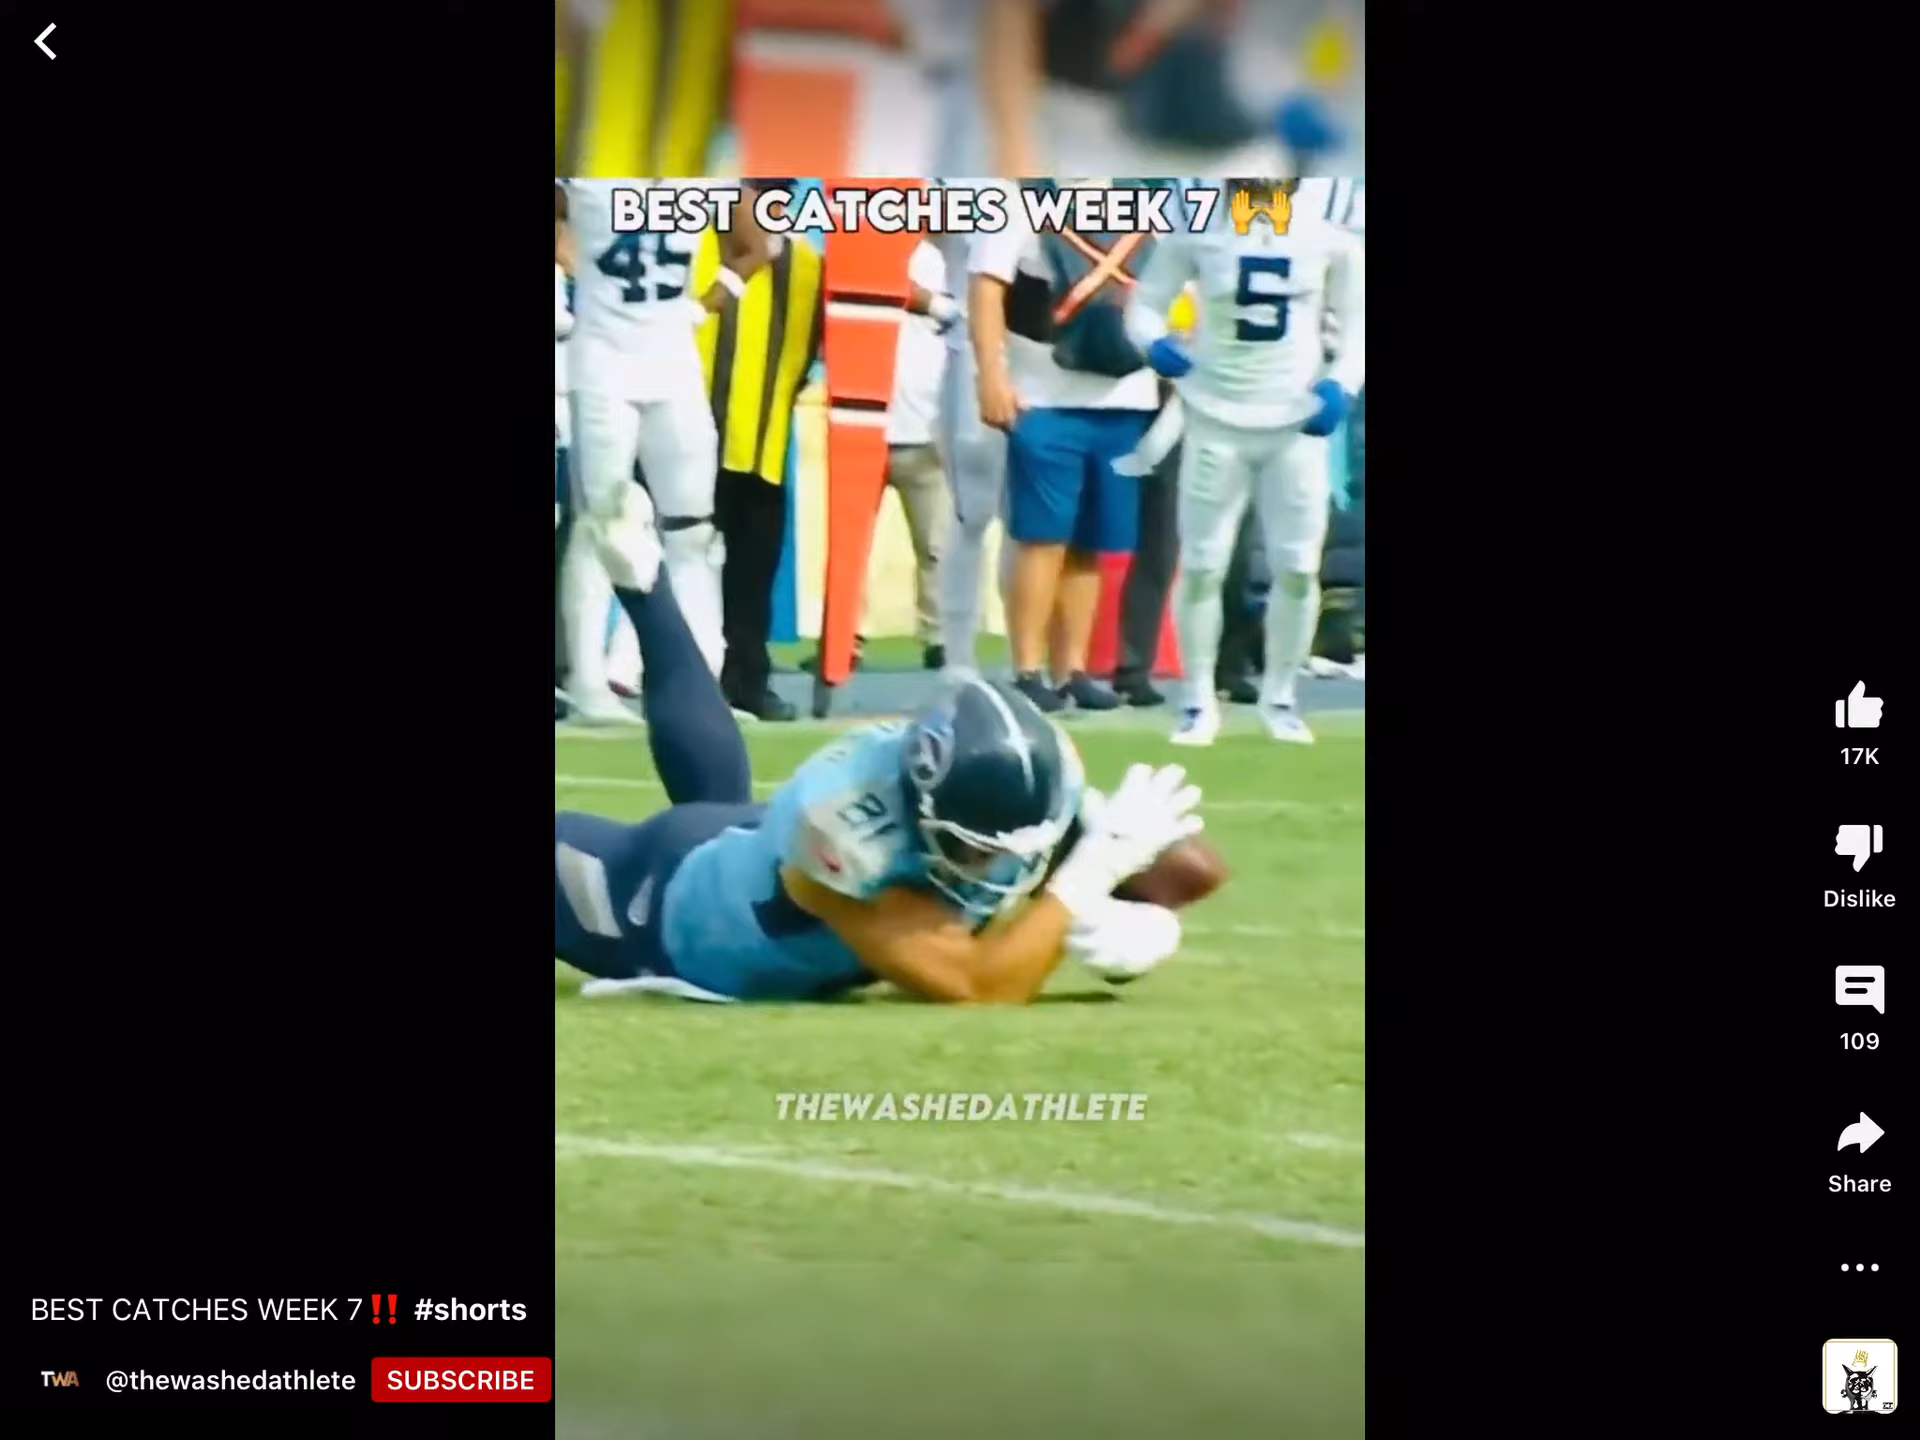 BEST CATCHES WEEK 7 🙌
45
5
81
THEWASHEDATHLETE
17K
Dislike
109
Share
BEST CATCHES WEEK 7‼️ #shorts
TWA @thewashedathlete SUBSCRIBE